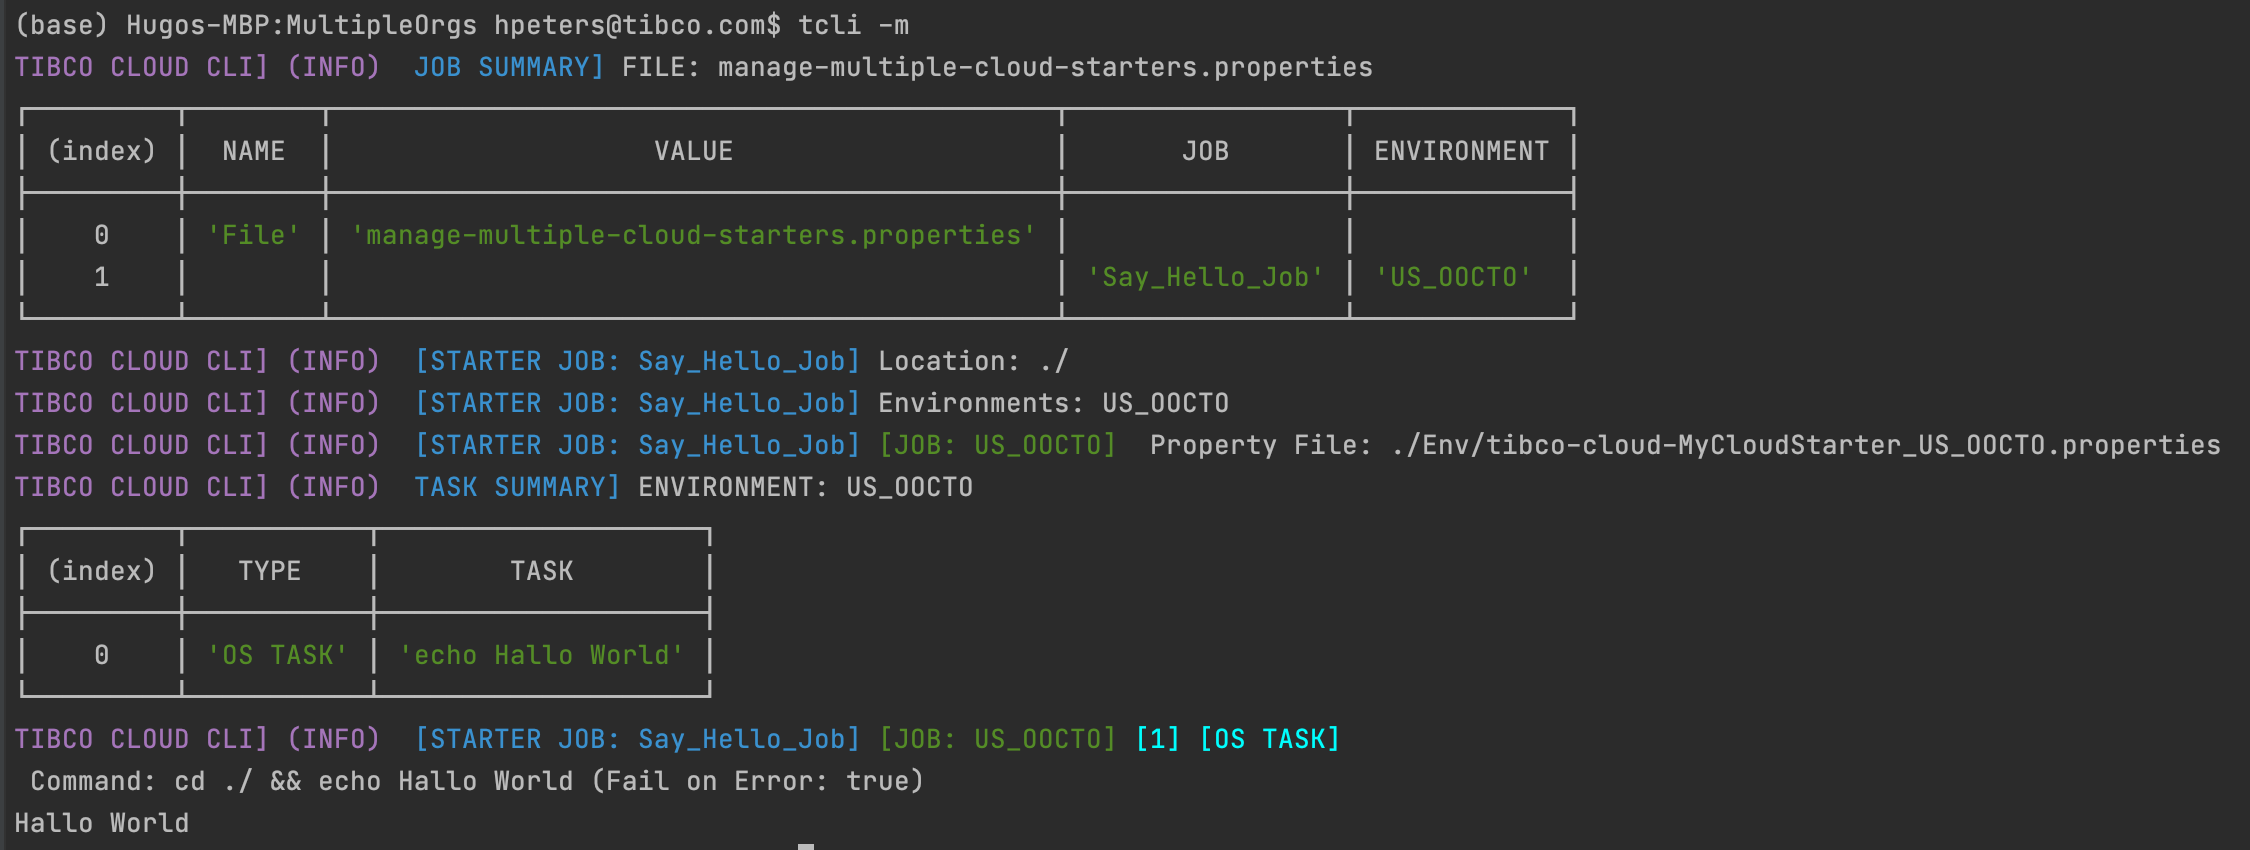 (base) Hugos-MBP:MultipleOrgs hpeters@tibco.com$ tcli -m
TIBCO CLOUD CLI] (INFO)  JOB SUMMARY] FILE: manage-multiple-cloud-starters.properties
(index) NAME VALUE JOB ENVIRONMENT
0 'File' 'manage-multiple-cloud-starters.properties'
1 'Say_Hello_Job' 'US_OOCTO'
TIBCO CLOUD CLI] (INFO)  [STARTER JOB: Say_Hello_Job] Location: ./
TIBCO CLOUD CLI] (INFO)  [STARTER JOB: Say_Hello_Job] Environments: US_OOCTO
TIBCO CLOUD CLI] (INFO)  [STARTER JOB: Say_Hello_Job] [JOB: US_OOCTO]  Property File: ./Env/tibco-cloud-MyCloudStarter_US_OOCTO.properties
TIBCO CLOUD CLI] (INFO)  TASK SUMMARY] ENVIRONMENT: US_OOCTO
(index) TYPE TASK
0 'OS TASK' 'echo Hallo World'
TIBCO CLOUD CLI] (INFO)  [STARTER JOB: Say_Hello_Job] [JOB: US_OOCTO] [1] [OS TASK]
Command: cd ./ && echo Hallo World (Fail on Error: true)
Hallo World